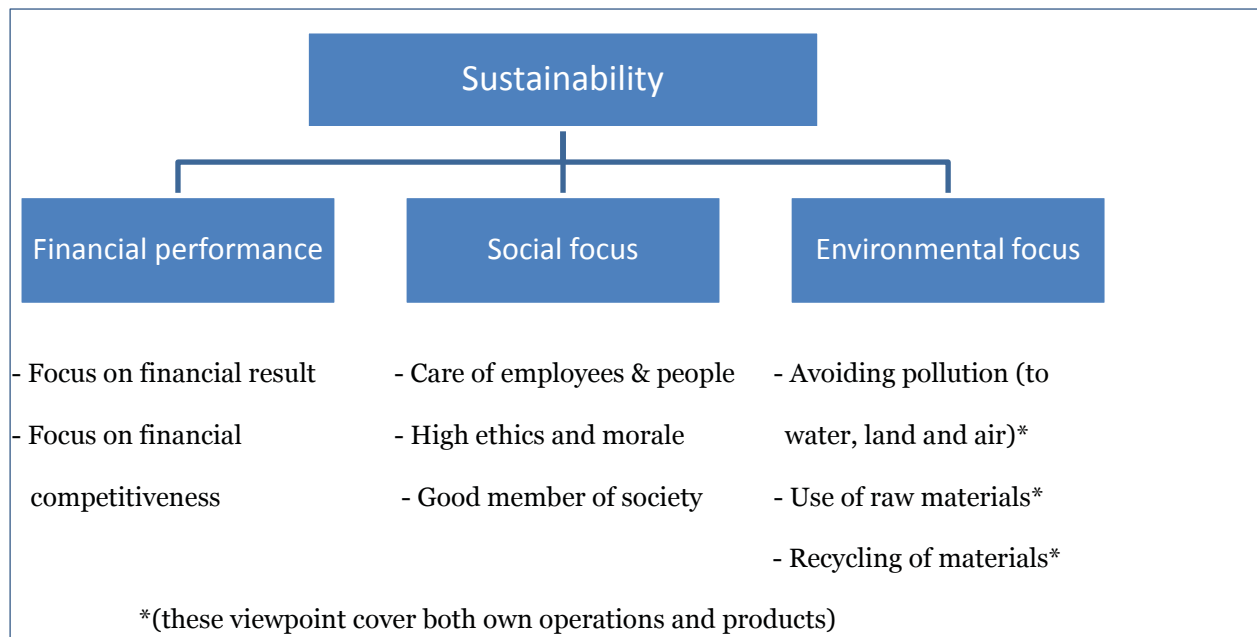 Sustainability
Financial performance
Social focus
Environmental focus
- Focus on financial result
- Focus on financial
competitiveness
- Care of employees & people
- High ethics and morale
- Good member of society
- Avoiding pollution (to
water, land and air)*
- Use of raw materials*
- Recycling of materials*
*(these viewpoint cover both own operations and products)